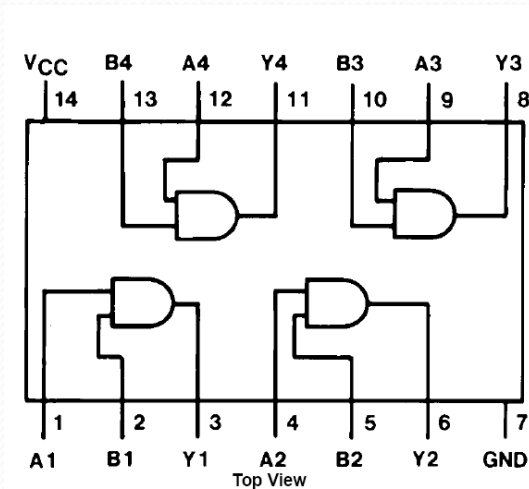 VCC B4 A4 Y4 B3 A3 Y3
14 13 12 11 10 9 8
1 2 3 4 5 6 7
A1 B1 Y1 A2 B2 Y2 GND
Top View